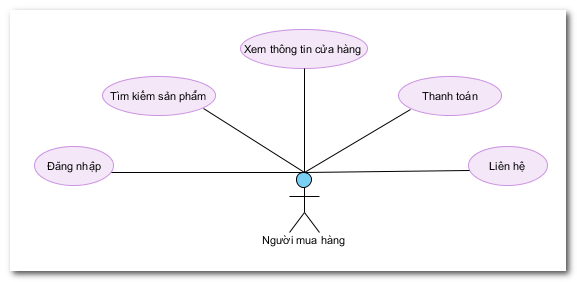 Xem thông tin cửa hàng
Tìm kiếm sản phẩm
Thanh toán
Đăng nhập
Liên hệ
Người mua hàng